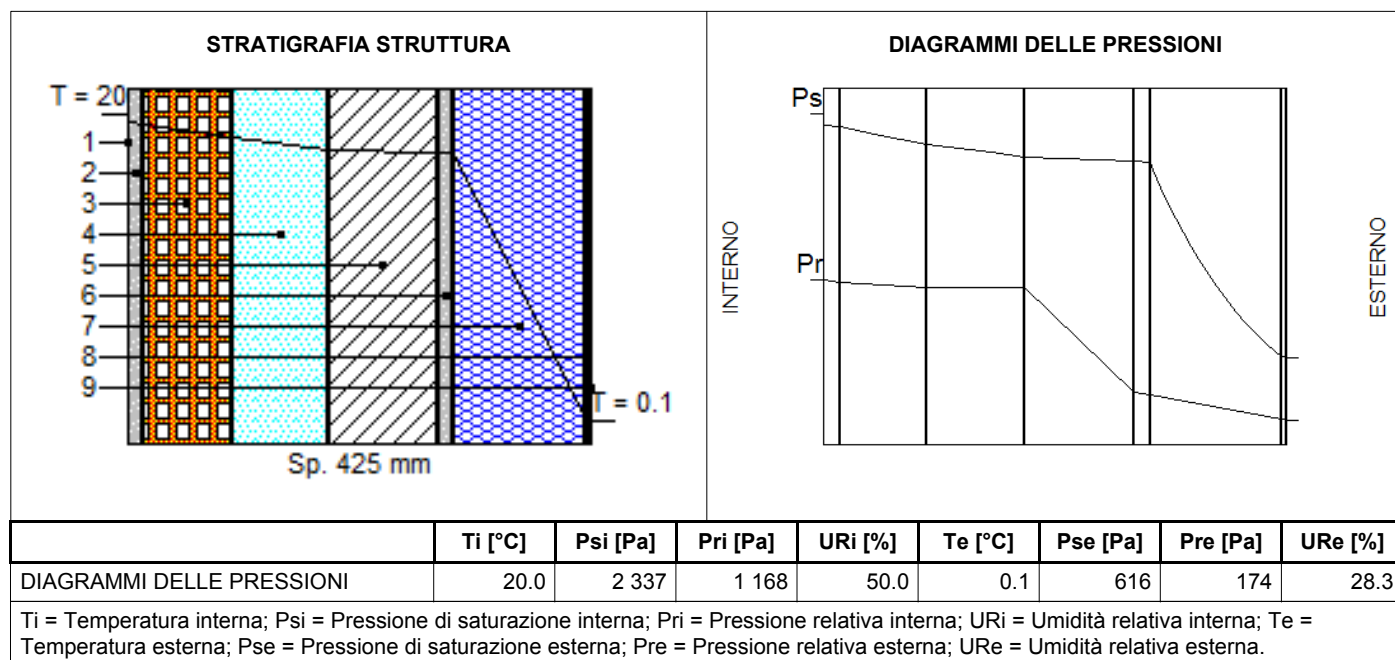 STRATIGRAFIA STRUTTURA
T = 20
1
2
3
4
5
6
7
8
9
T = 0.1
Sp. 425 mm
DIAGRAMMI DELLE PRESSIONI
Ps
Pr
INTERNO
ESTERNO
Ti [°C] Psi [Pa] Pri [Pa] URi [%] Te [°C] Pse [Pa] Pre [Pa] URe [%]
DIAGRAMMI DELLE PRESSIONI 20.0 2 337 1 168 50.0 0.1 616 174 28.3
Ti = Temperatura interna; Psi = Pressione di saturazione interna; Pri = Pressione relativa interna; URi = Umidità relativa interna; Te =
Temperatura esterna; Pse = Pressione di saturazione esterna; Pre = Pressione relativa esterna; URe = Umidità relativa esterna.